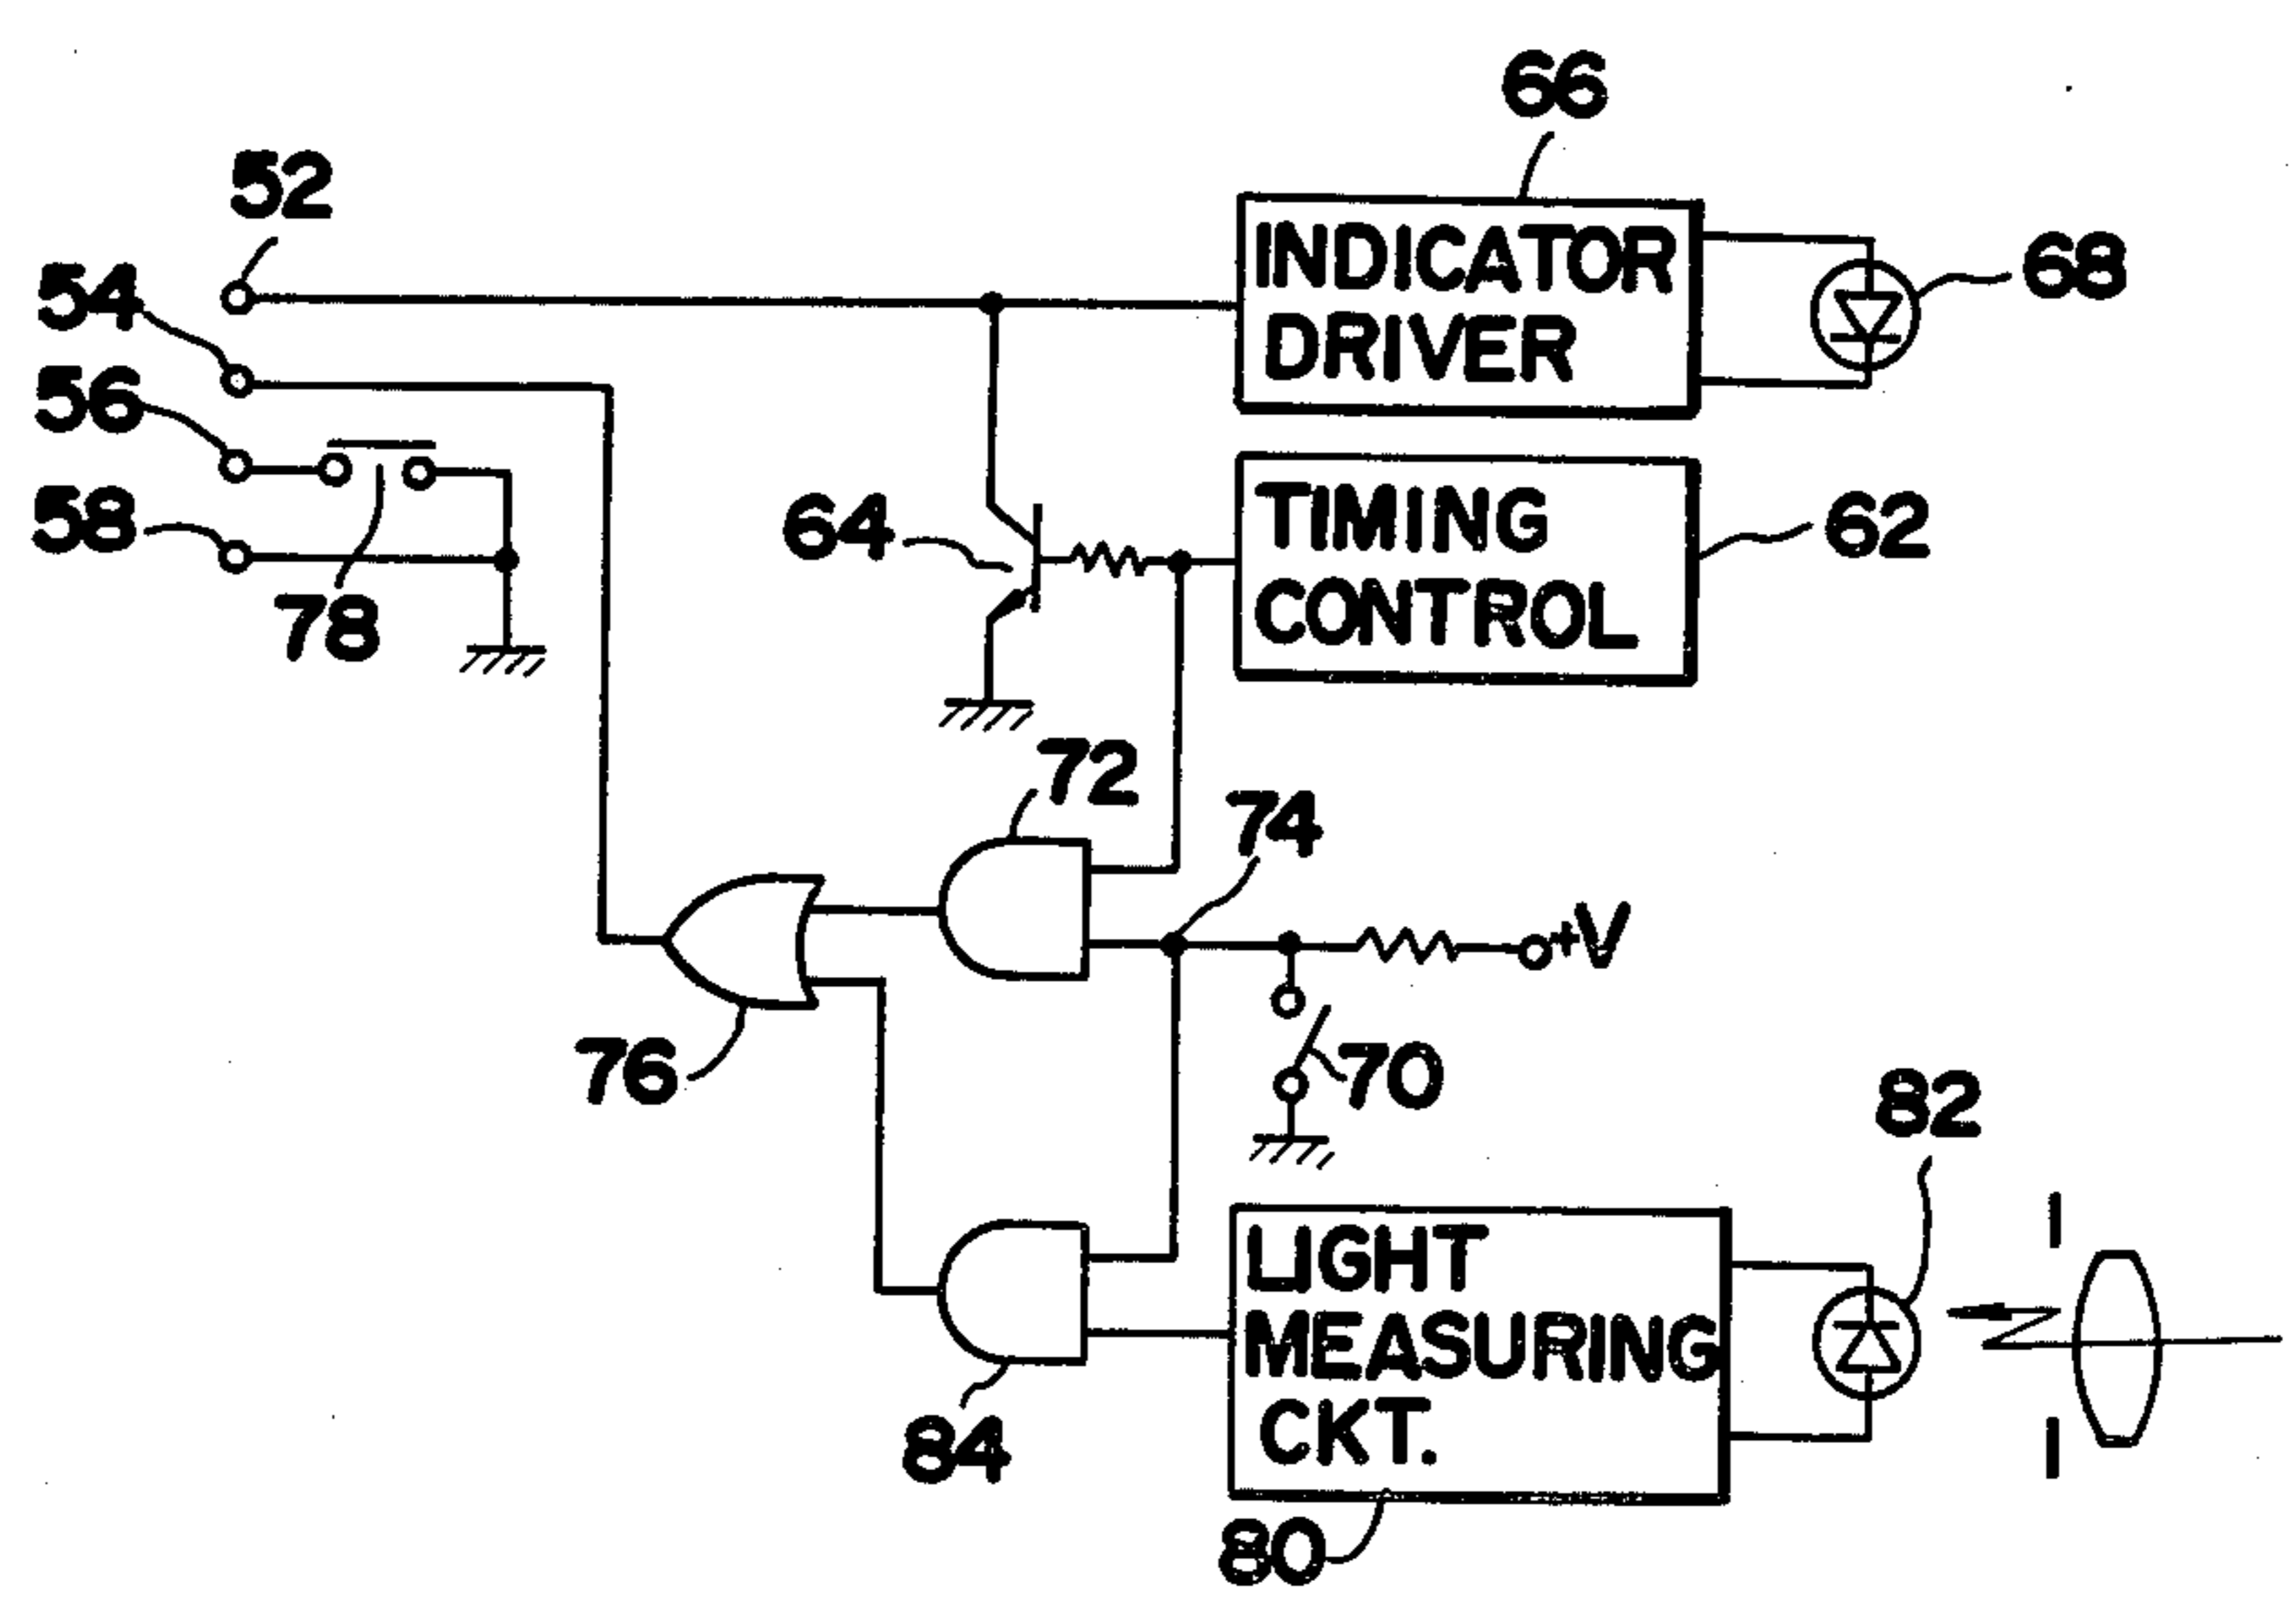 66
52
INDICATOR
DRIVER
68
54
56
58
78
64
TIMING
CONTROL
62
72
74
+V
76
70
82
LIGHT
MEASURING
CKT.
84
80